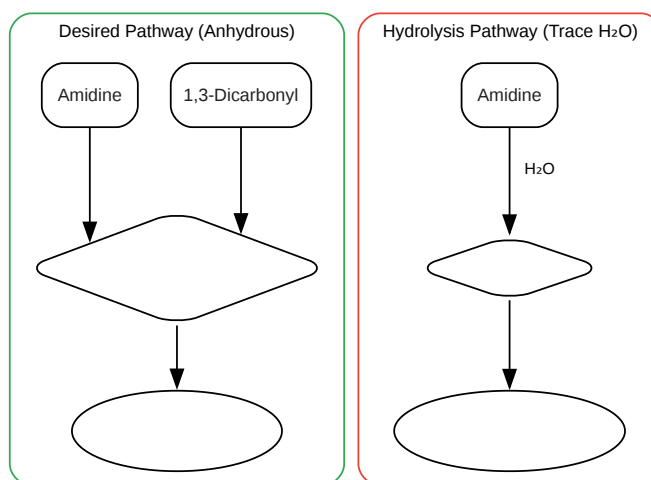 Desired Pathway (Anhydrous)
Amidine
1,3-Dicarbonyl
Hydrolysis Pathway (Trace H₂O)
Amidine
H₂O